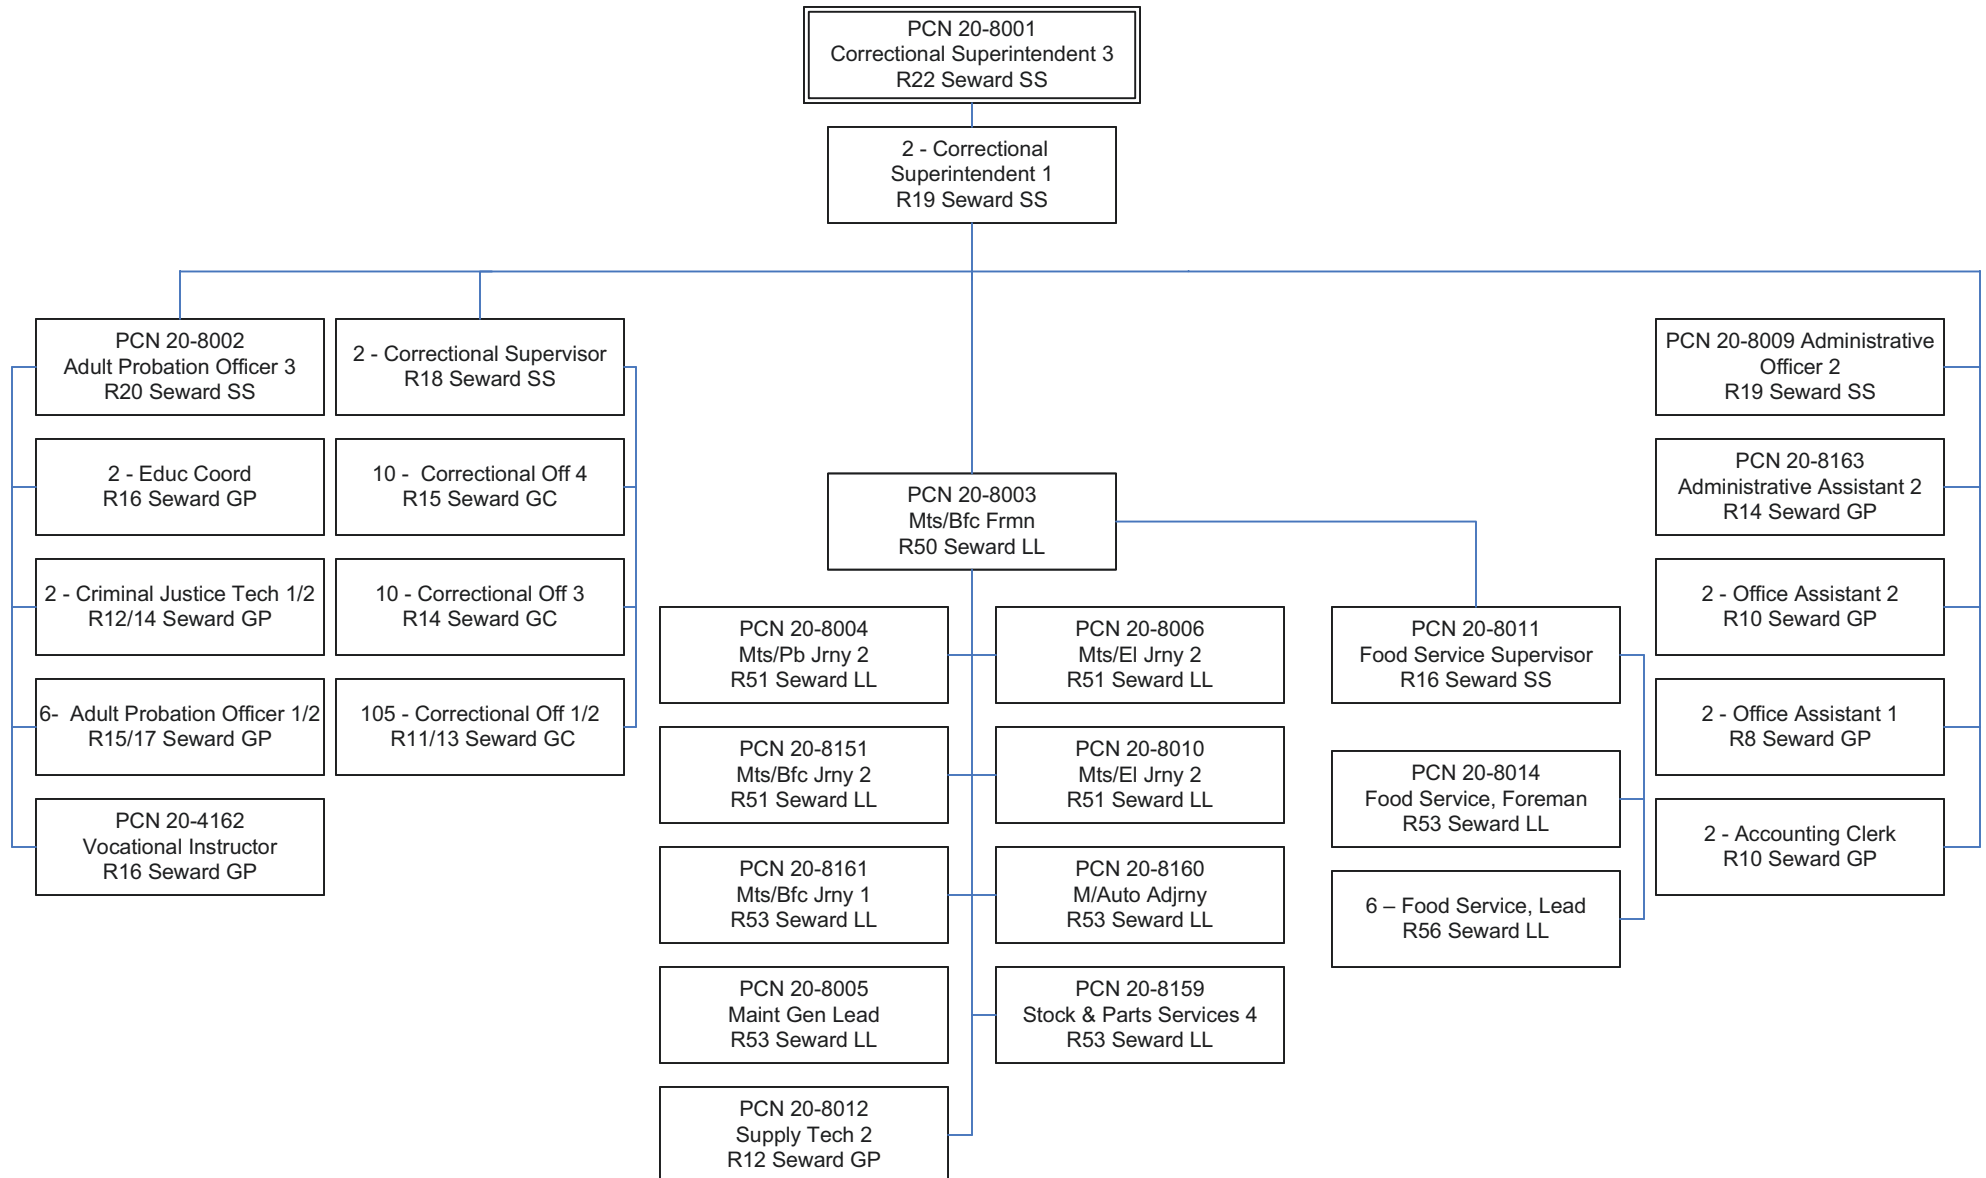 PCN 20-8001
Correctional Superintendent 3
R22 Seward SS
2 - Correctional
Superintendent 1
R19 Seward SS
PCN 20-8002
Adult Probation Officer 3
R20 Seward SS
2 - Educ Coord
R16 Seward GP
2 - Criminal Justice Tech 1/2
R12/14 Seward GP
6-  Adult Probation Officer 1/2
R15/17 Seward GP
PCN 20-4162
Vocational Instructor
R16 Seward GP
2 - Correctional Supervisor
R18 Seward SS
10 -  Correctional Off 4
R15 Seward GC
10 - Correctional Off 3
R14 Seward GC
105 - Correctional Off 1/2
R11/13 Seward GC
PCN 20-8003
Mts/Bfc Frmn
R50 Seward LL
PCN 20-8004
Mts/Pb Jrny 2
R51 Seward LL
PCN 20-8151
Mts/Bfc Jrny 2
R51 Seward LL
PCN 20-8161
Mts/Bfc Jrny 1
R53 Seward LL
PCN 20-8005
Maint Gen Lead
R53 Seward LL
PCN 20-8012
Supply Tech 2
R12 Seward GP
PCN 20-8006
Mts/El Jrny 2
R51 Seward LL
PCN 20-8010
Mts/El Jrny 2
R51 Seward LL
PCN 20-8160
M/Auto Adjrny
R53 Seward LL
PCN 20-8159
Stock & Parts Services 4
R53 Seward LL
PCN 20-8011
Food Service Supervisor
R16 Seward SS
PCN 20-8014
Food Service, Foreman
R53 Seward LL
6 – Food Service, Lead
R56 Seward LL
PCN 20-8009 Administrative
Officer 2
R19 Seward SS
PCN 20-8163
Administrative Assistant 2
R14 Seward GP
2 - Office Assistant 2
R10 Seward GP
2 - Office Assistant 1
R8 Seward GP
2 - Accounting Clerk
R10 Seward GP